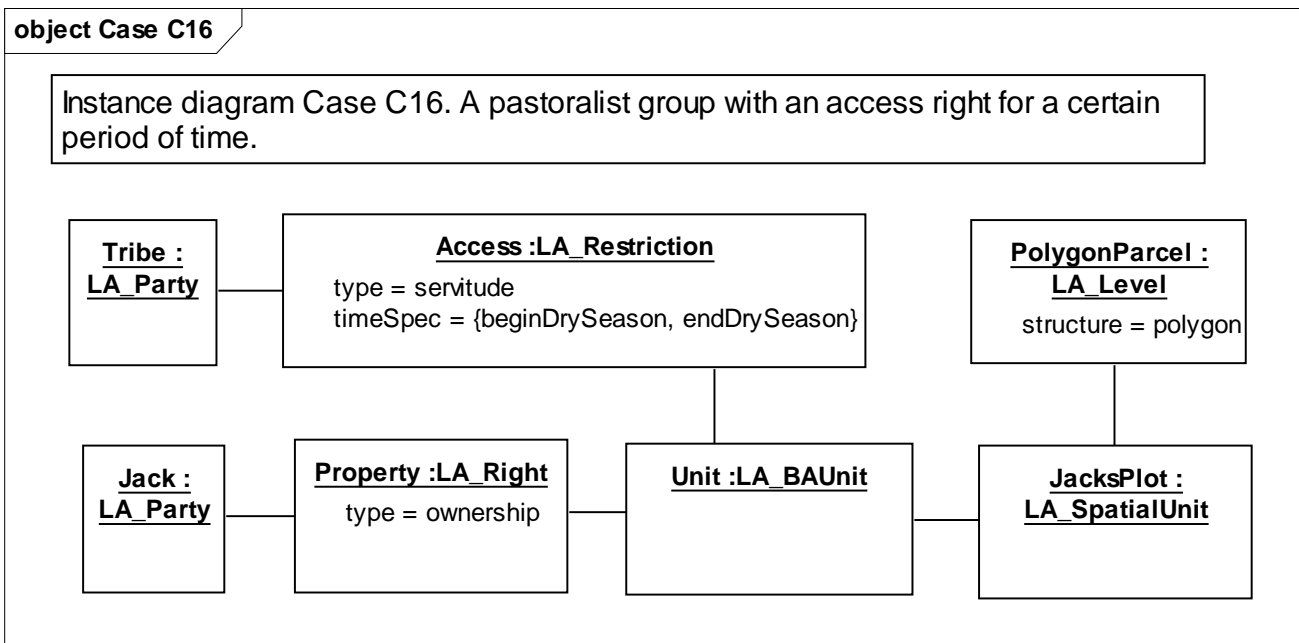 object Case C16
Instance diagram Case C16. A pastoralist group with an access right for a certain
period of time.
Tribe :
LA_Party
Access :LA_Restriction
type = servitude
timeSpec = {beginDrySeason, endDrySeason}
PolygonParcel :
LA_Level
structure = polygon
Jack :
LA_Party
Property :LA_Right
type = ownership
Unit :LA_BAUnit
JacksPlot :
LA_SpatialUnit